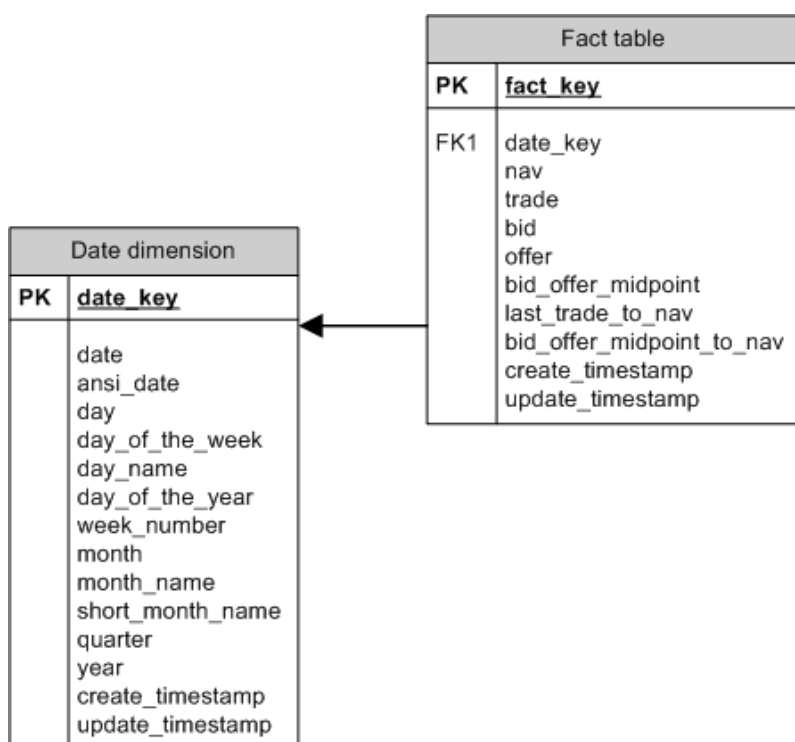 Fact table
PK fact_key
FK1 date_key
nav
trade
bid
offer
bid_offer_midpoint
last_trade_to_nav
bid_offer_midpoint_to_nav
create_timestamp
update_timestamp
Date dimension
PK date_key
date
ansi_date
day
day_of_the_week
day_name
day_of_the_year
week_number
month
month_name
short_month_name
quarter
year
create_timestamp
update_timestamp